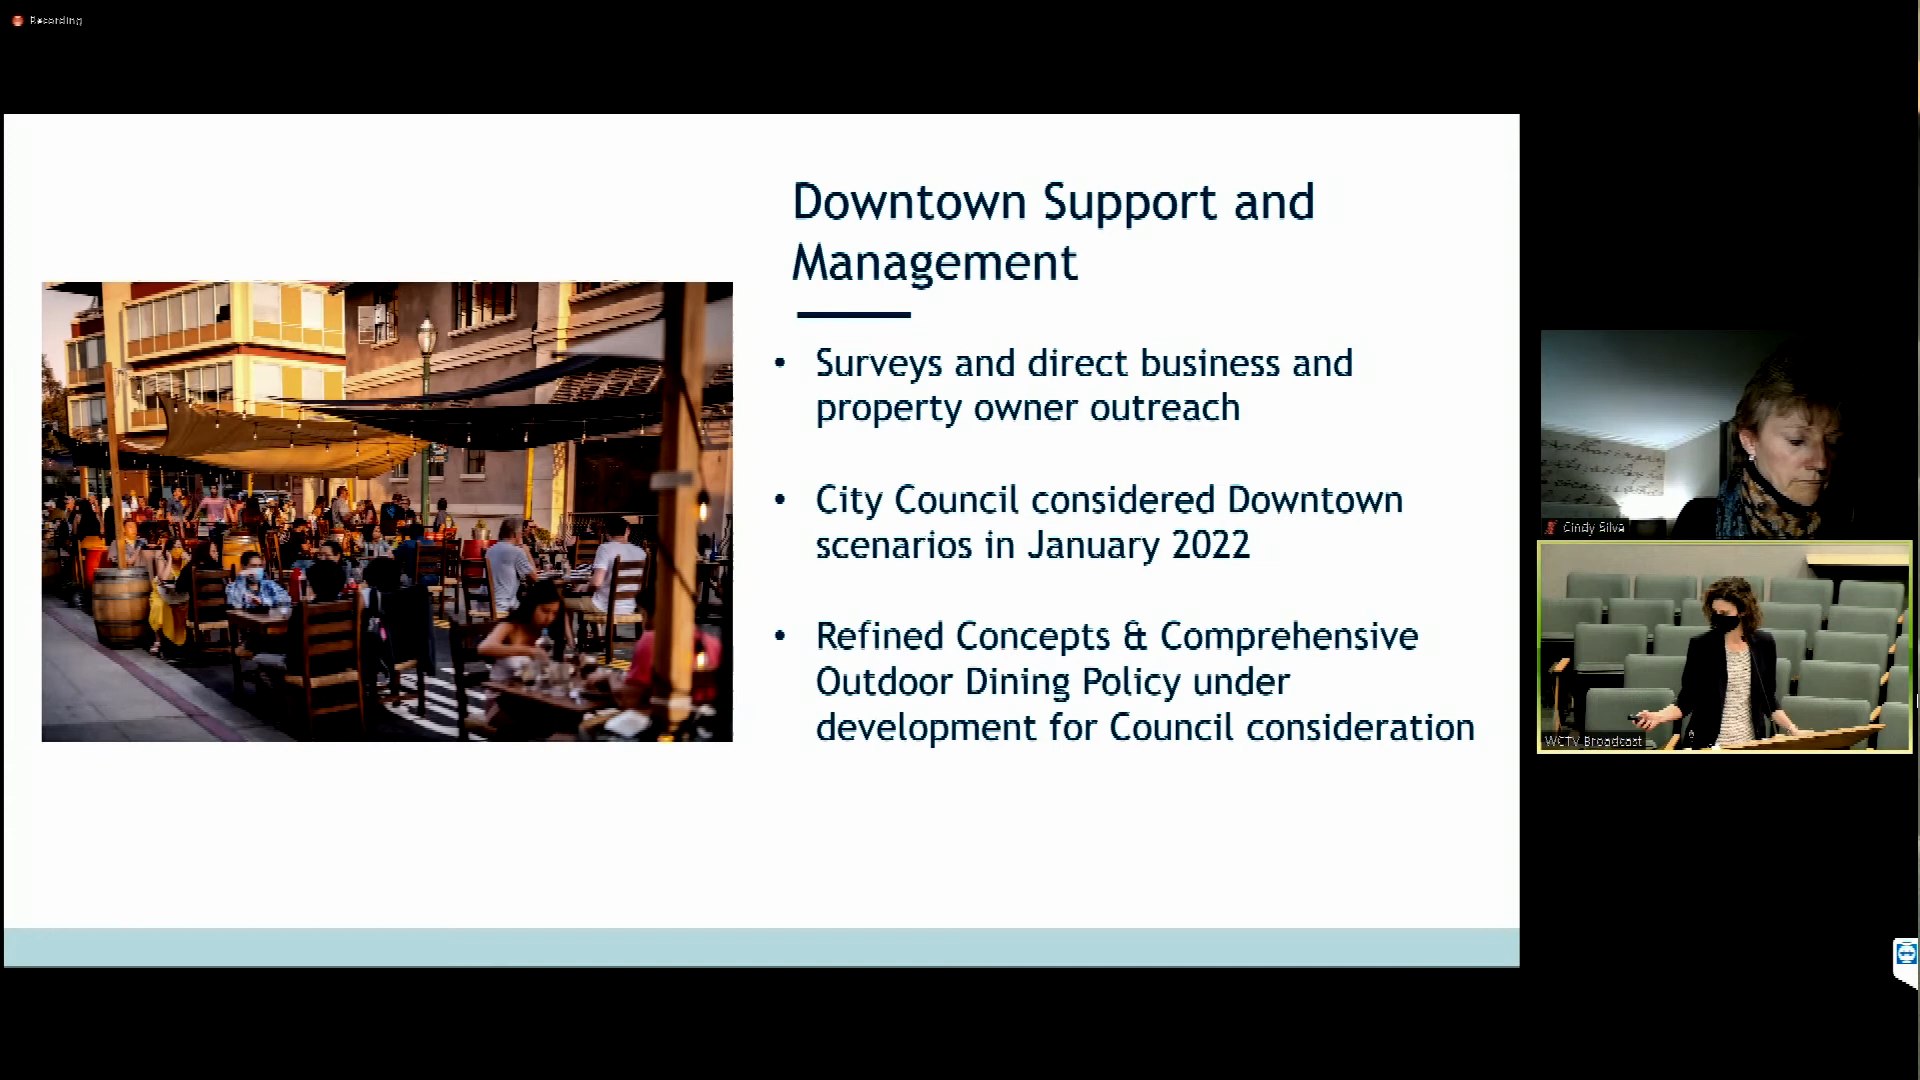 Recording
Downtown Support and
Management
• Surveys and direct business and
property owner outreach
• City Council considered Downtown
scenarios in January 2022
• Refined Concepts & Comprehensive
Outdoor Dining Policy under
development for Council consideration
Cindy Silva
WCTV Broadcast